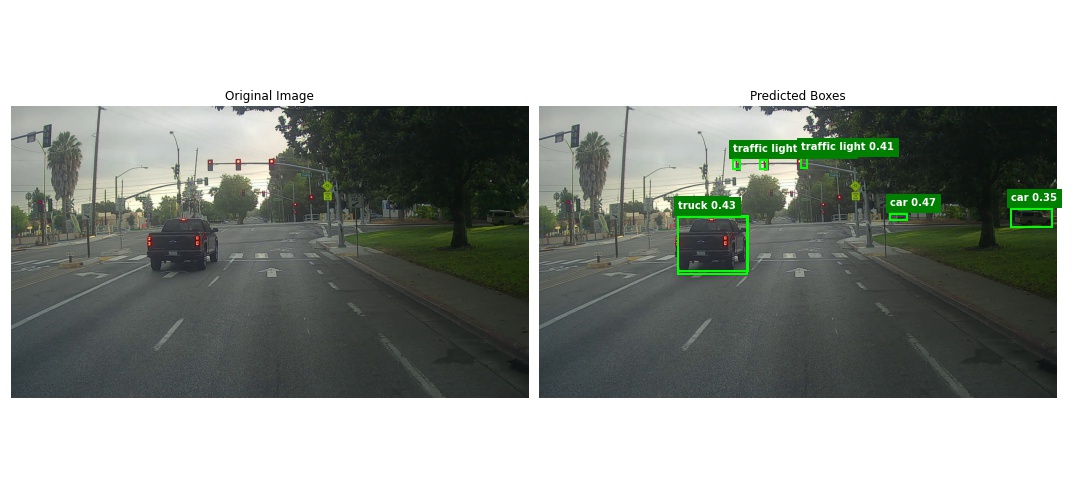 Original Image
Predicted Boxes
traffic light
traffic light 0.41
truck 0.43
car 0.47
car 0.35